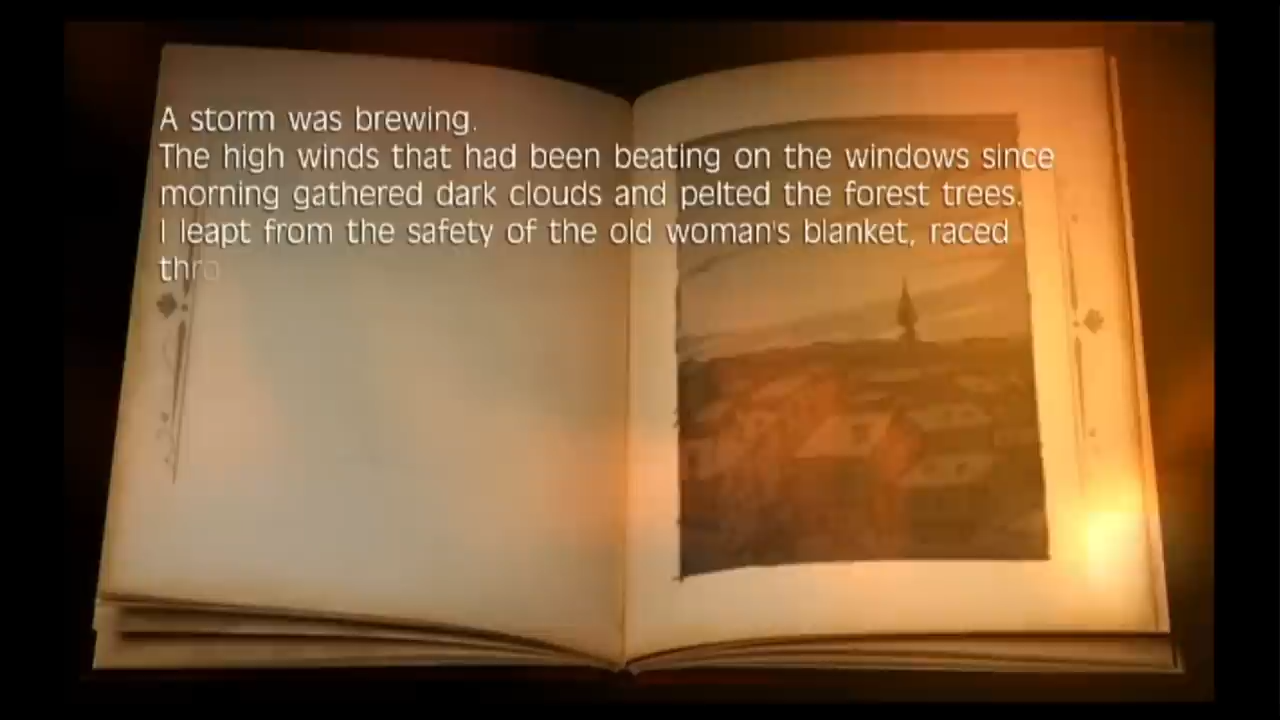 A storm was brewing.
The high winds that had been beating on the windows since
morning gathered dark clouds and pelted the forest trees.
I leapt from the safety of the old woman's blanket, raced
thro